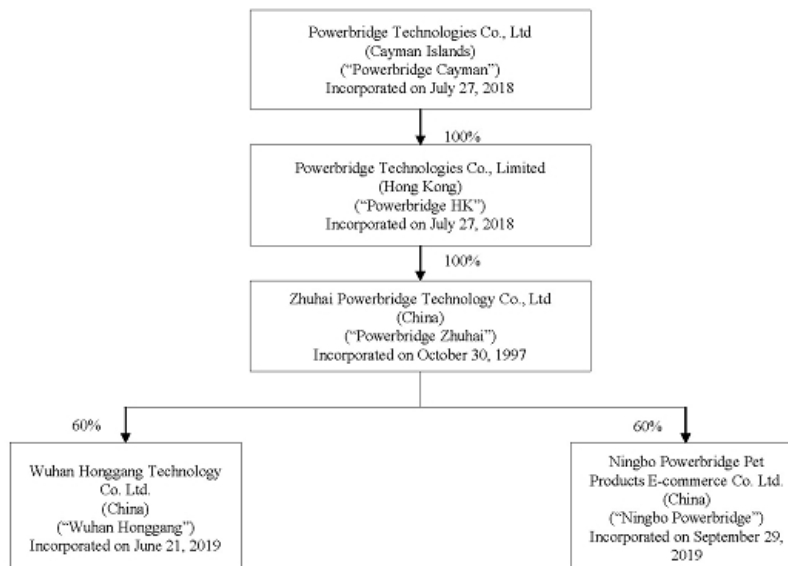 Powerbridge Technologies Co., Ltd
(Cayman Islands)
(“Powerbridge Cayman”)
Incorporated on July 27, 2018
100%
Powerbridge Technologies Co., Limited
(Hong Kong)
(“Powerbridge HK”)
Incorporated on July 27, 2018
100%
Zhuhai Powerbridge Technology Co., Ltd
(China)
(“Powerbridge Zhuhai”)
Incorporated on October 30, 1997
60%
60%
Wuhan Honggang Technology
Co. Ltd.
(China)
(“Wuhan Honggang”)
Incorporated on June 21, 2019
Ningbo Powerbridge Pet
Products E-commerce Co. Ltd.
(China)
(“Ningbo Powerbridge”)
Incorporated on September 29,
2019